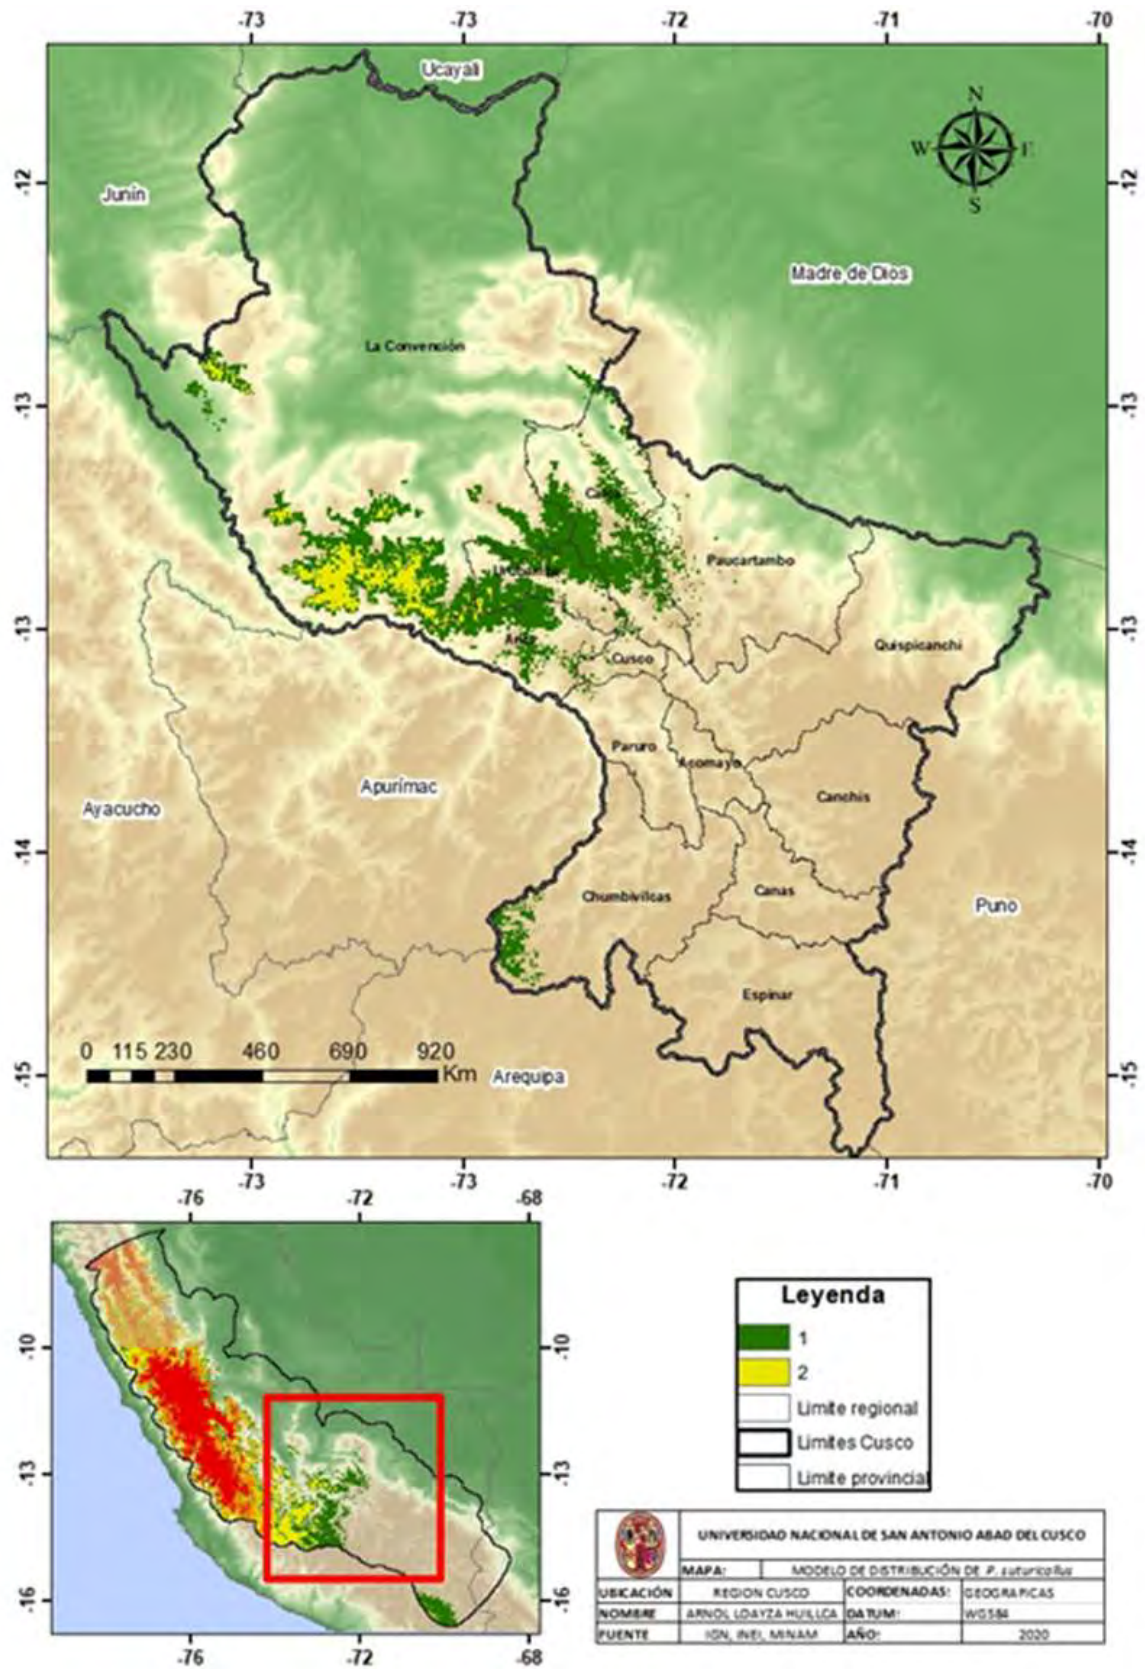 -73 -73 -72 -71 -70
Ucayali
N
W E
S
-12 -12
Junín
Madre de Dios
La Convención
-13 -13
Calca
Paucartambo
Urubamba
-13 -13
Anta
Quispicanchi
Cusco
Paruro
Acomayo
Apurímac
Canchis
Ayacucho
-14 -14
Chumbivilcas
Canas
Puno
Espinar
0 115 230 460 690 920
Km
-15 Arequipa -15
-73 -73 -72 -71 -70
-76 -72 -68
Leyenda
1
2
Limite regional
Limites Cusco
Limite provincial
-10 -10
-13 -13
-16 -16
-76 -72 -68
UNIVERSIDAD NACIONAL DE SAN ANTONIO ABAD DEL CUSCO
MAPA: MODELO DE DISTRIBUCIÓN DE P. suturicallus
UBICACIÓN REGION CUSCO COORDENADAS: GEOGRAFICAS
NOMBRE ARNOL LOAYZA HUILLCA DATUM: WGS84
FUENTE IGN, INEI, MINAM AÑO: 2020